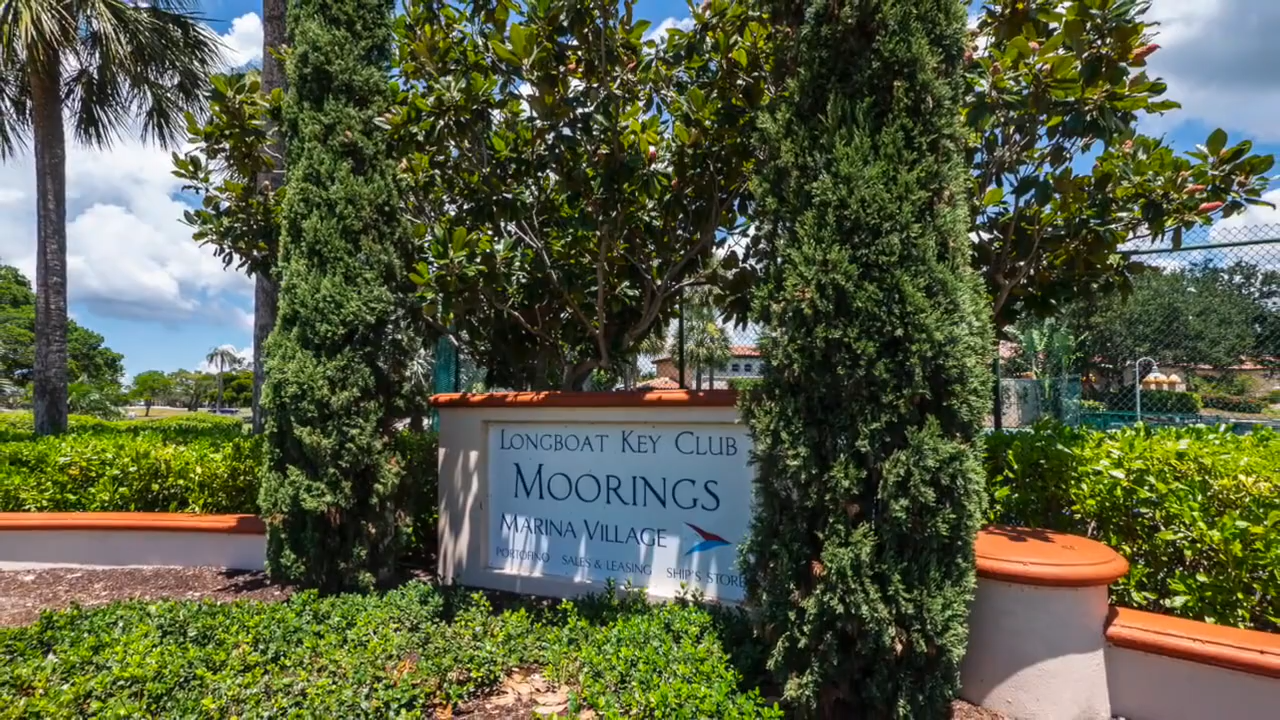 LONGBOAT KEY CLUB
MOORINGS
MARINA VILLAGE
PORTOFINO SALES & LEASING SHIP'S STORE